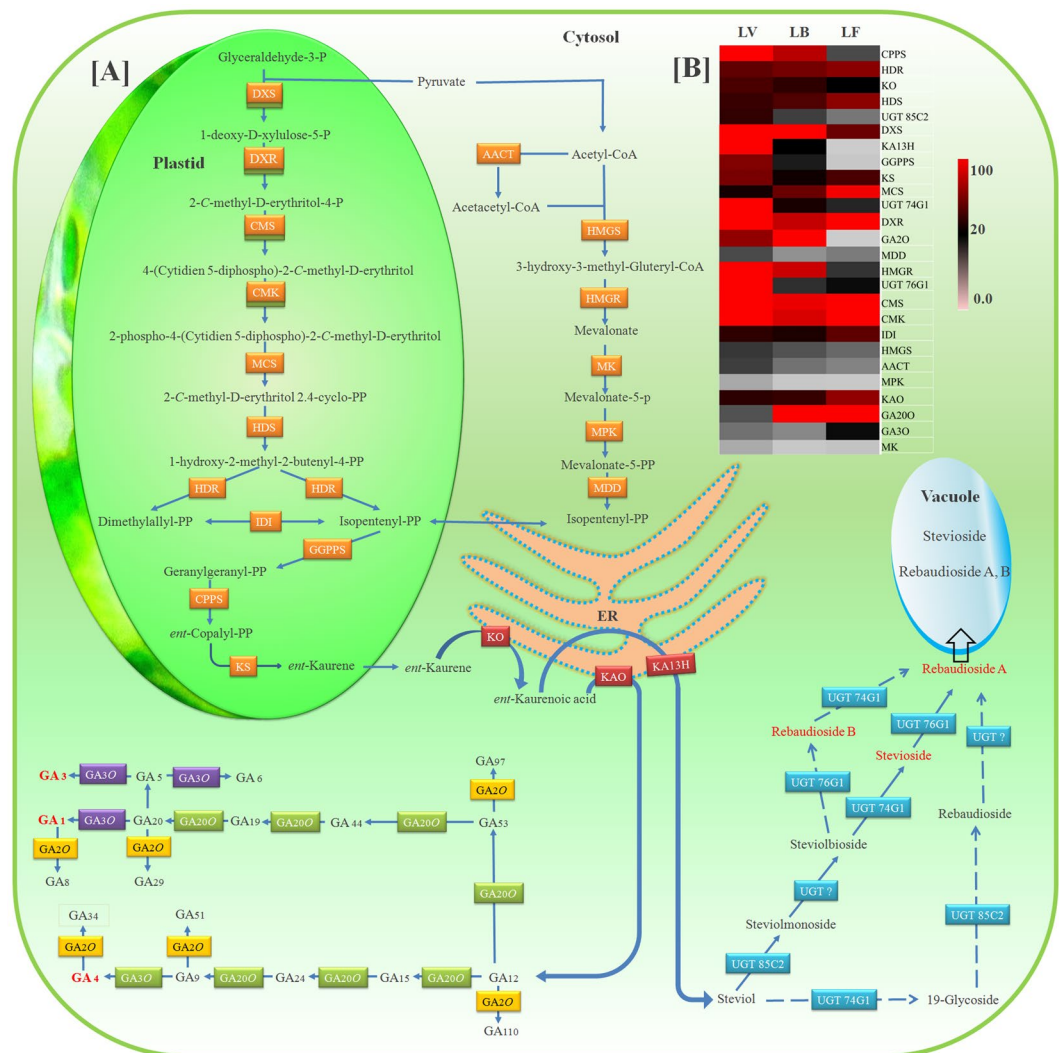 [A]
Plastid
Glyceraldehyde-3-P
DXS
1-deoxy-D-xylulose-5-P
DXR
2-C-methyl-D-erythritol-4-P
CMS
4-(Cytidien 5-diphospho)-2-C-methyl-D-erythritol
CMK
2-phospho-4-(Cytidien 5-diphospho)-2-C-methyl-D-erythritol
MCS
2-C-methyl-D-erythritol 2.4-cyclo-PP
HDS
1-hydroxy-2-methyl-2-butenyl-4-PP
HDR
HDR
Dimethylallyl-PP
IDI
Isopentenyl-PP
GGPPS
Geranylgeranyl-PP
CPPS
ent-Copalyl-PP
KS
ent-Kaurene
Cytosol
Pyruvate
AACT
Acetyl-CoA
Acetacetyl-CoA
HMGS
3-hydroxy-3-methyl-Gluteryl-CoA
HMGR
Mevalonate
MK
Mevalonate-5-p
MPK
Mevalonate-5-PP
MDD
Isopentenyl-PP
ER
ent-Kaurene
KO
ent-Kaurenoic acid
KAO
KA13H
[B]
LV LB LF
CPPS
HDR
KO
HDS
UGT 85C2
DXS
KA13H
GGPPS
KS
MCS
UGT 74G1
DXR
GA2O
MDD
HMGR
UGT 76G1
CMS
CMK
IDI
HMGS
AACT
MPK
KAO
GA20O
GA3O
MK
100
20
0.0
Vacuole
Stevioside
Rebaudioside A, B
Rebaudioside A
UGT 74G1
UGT 76G1
UGT ?
Rebaudioside B
Stevioside
UGT 76G1
UGT 74G1
Rebaudioside
Steviolbioside
UGT ?
UGT 85C2
Steviolmonoside
UGT 85C2
Steviol
UGT 74G1
19-Glycoside
GA97
GA2O
GA 3
GA3O
GA 5
GA3O
GA 6
GA 1
GA3O
GA20
GA20O
GA19
GA20O
GA 44
GA20O
GA53
GA2O
GA2O
GA8
GA29
GA20O
GA34
GA51
GA2O
GA2O
GA 4
GA3O
GA9
GA20O
GA24
GA20O
GA15
GA20O
GA12
GA2O
GA110